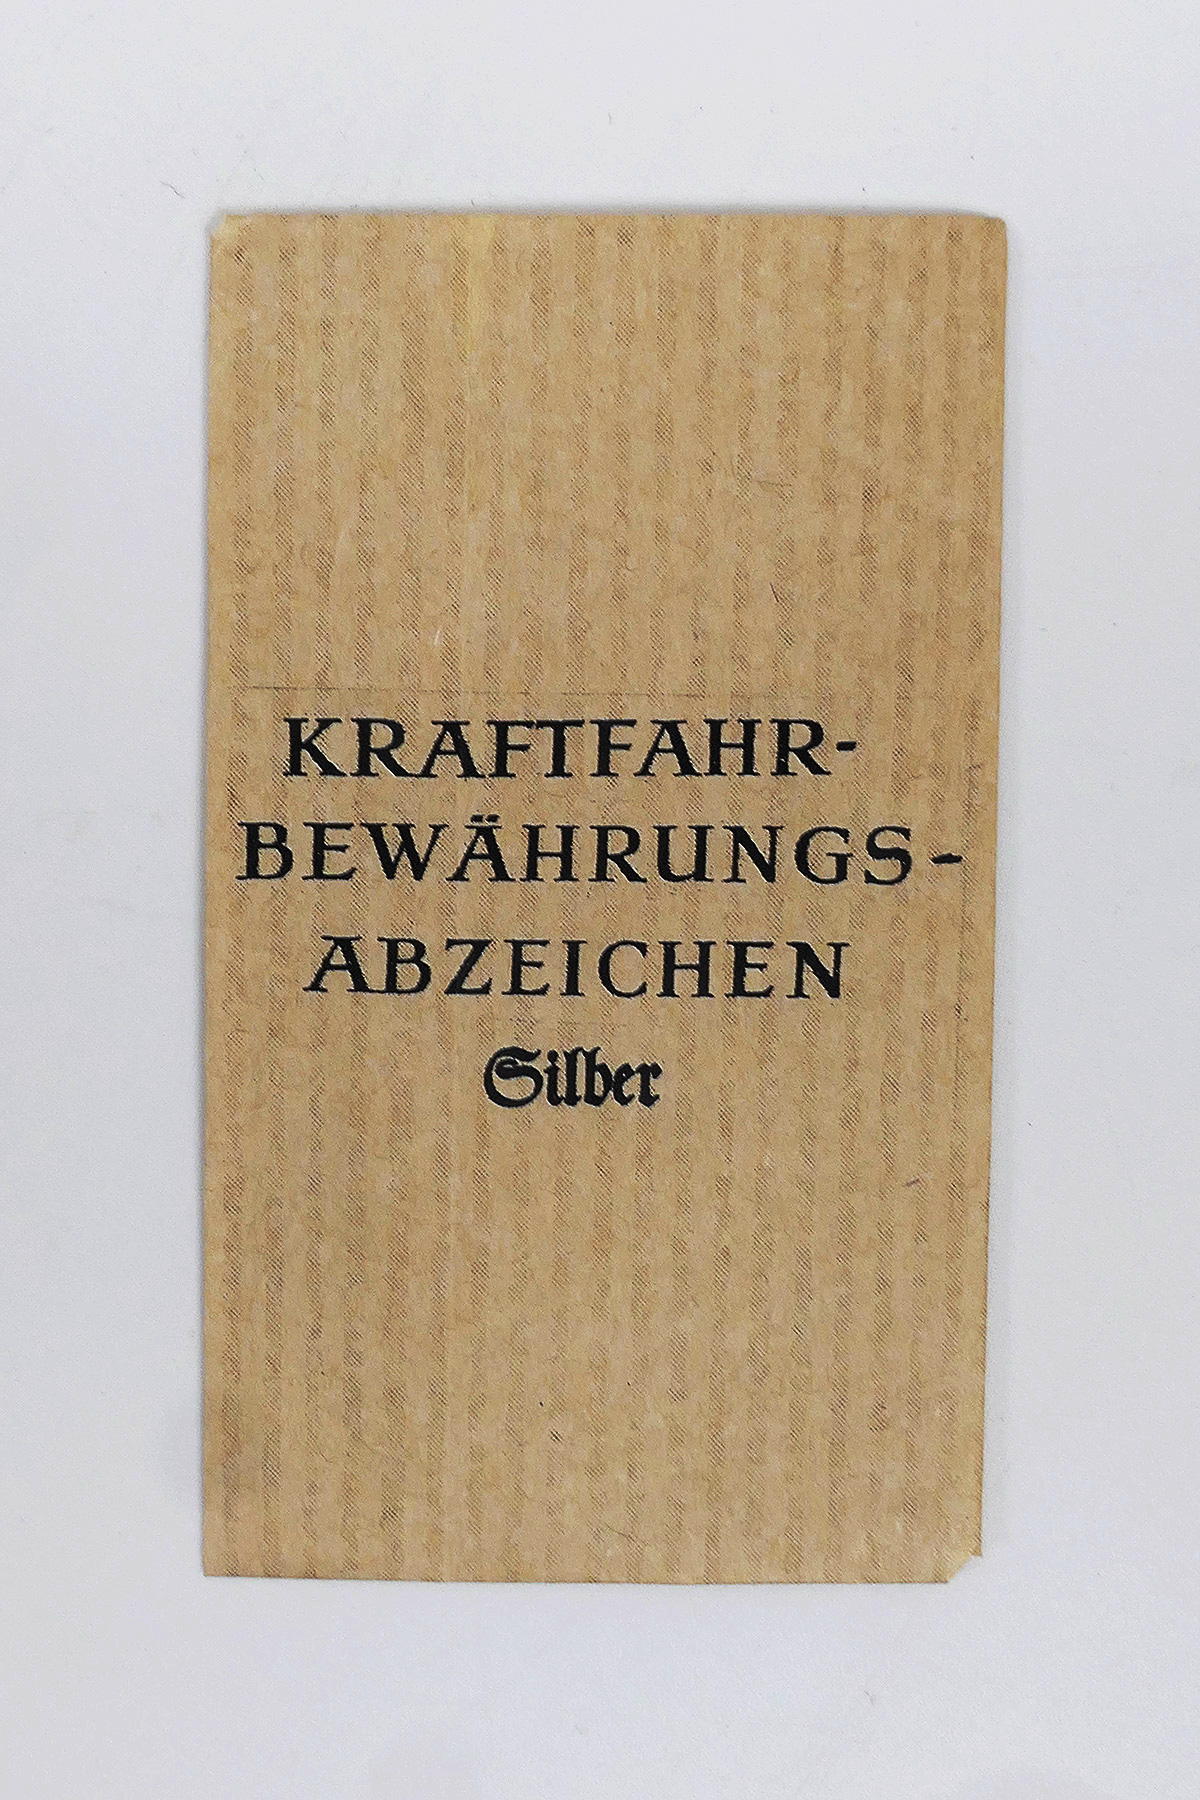 KRAFTFAHR-
BEWÄHRUNGS-
ABZEICHEN
Silber